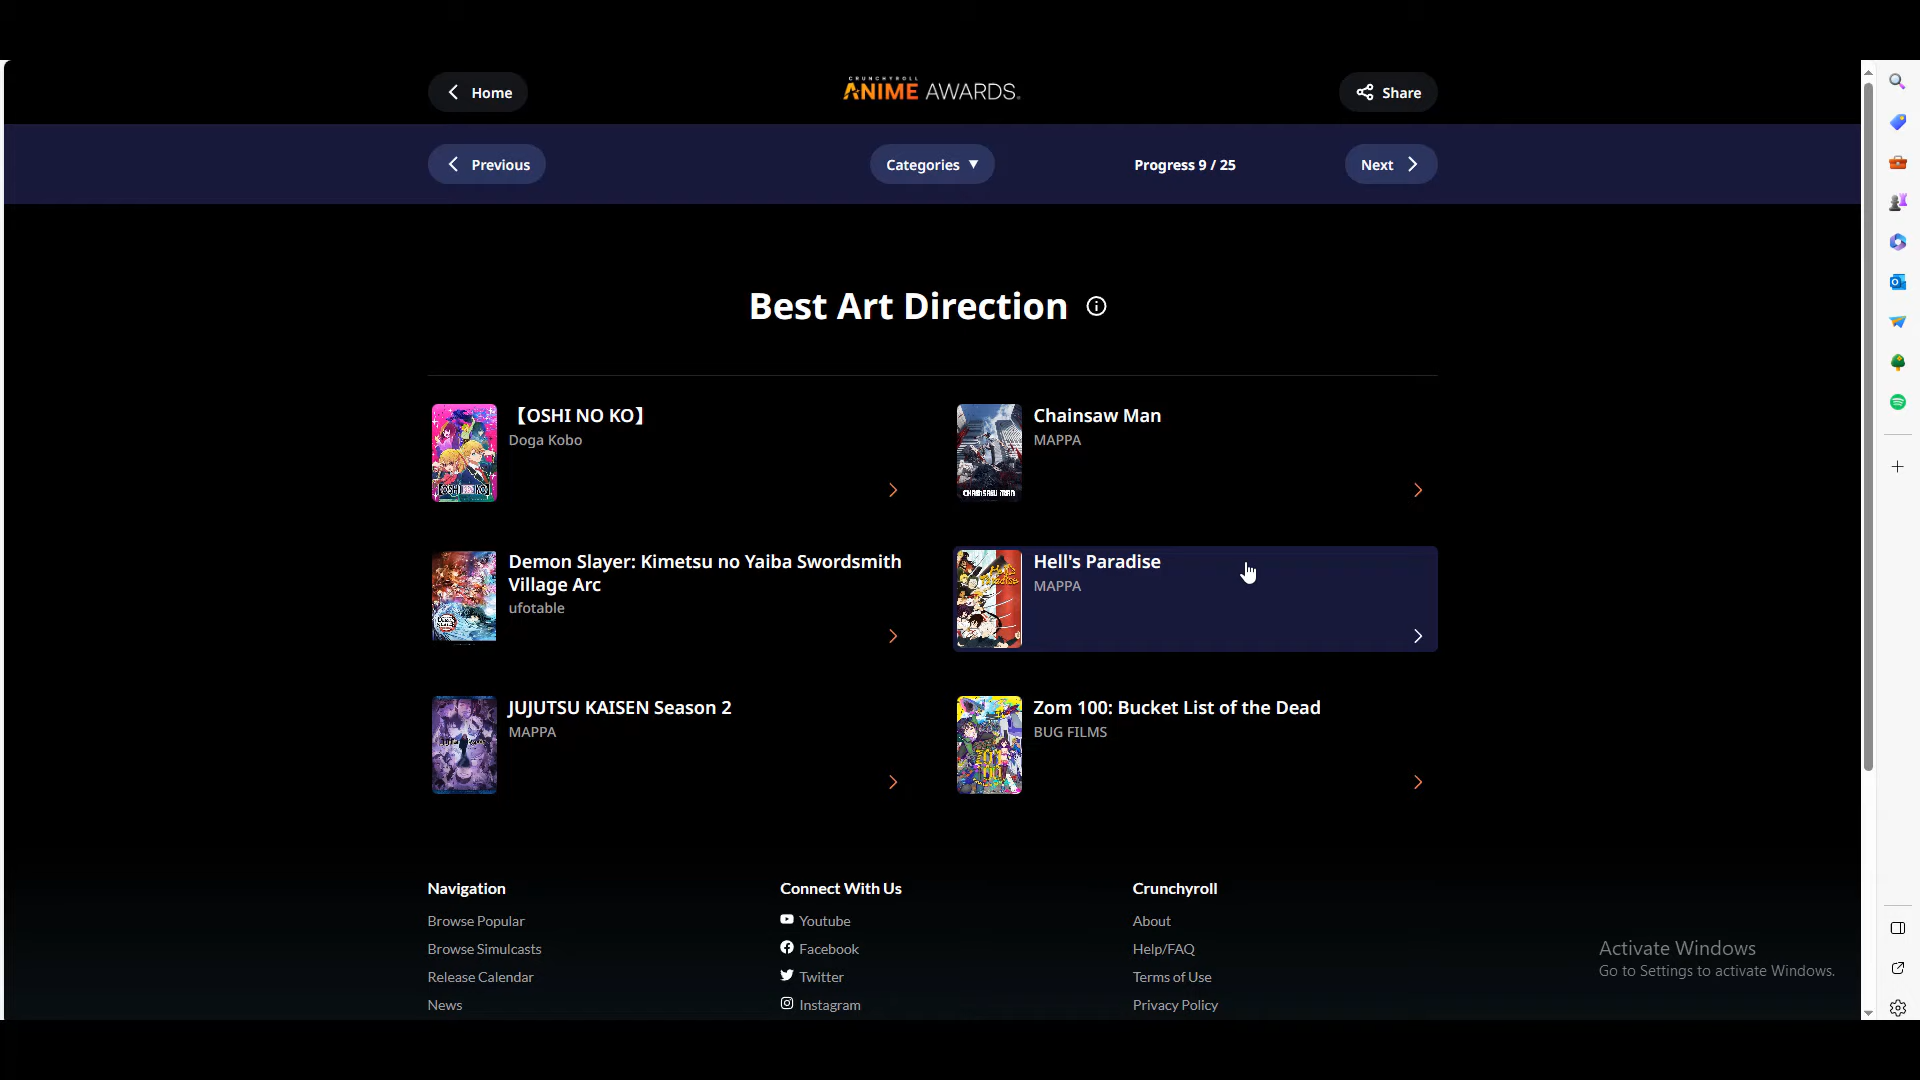 Home
CRUNCHYROLL
ANIME AWARDS.
Share
Previous
Categories ▼
Progress 9 / 25
Next
Best Art Direction
【OSHI NO KO】
Doga Kobo
Chainsaw Man
MAPPA
CHAINSAW MAN
Demon Slayer: Kimetsu no Yaiba Swordsmith
Village Arc
ufotable
Hell's Paradise
MAPPA
JUJUTSU KAISEN Season 2
MAPPA
Zom 100: Bucket List of the Dead
BUG FILMS
Navigation
Browse Popular
Browse Simulcasts
Release Calendar
News
Connect With Us
Youtube
Facebook
Twitter
Instagram
Crunchyroll
About
Help/FAQ
Terms of Use
Privacy Policy
Activate Windows
Go to Settings to activate Windows.